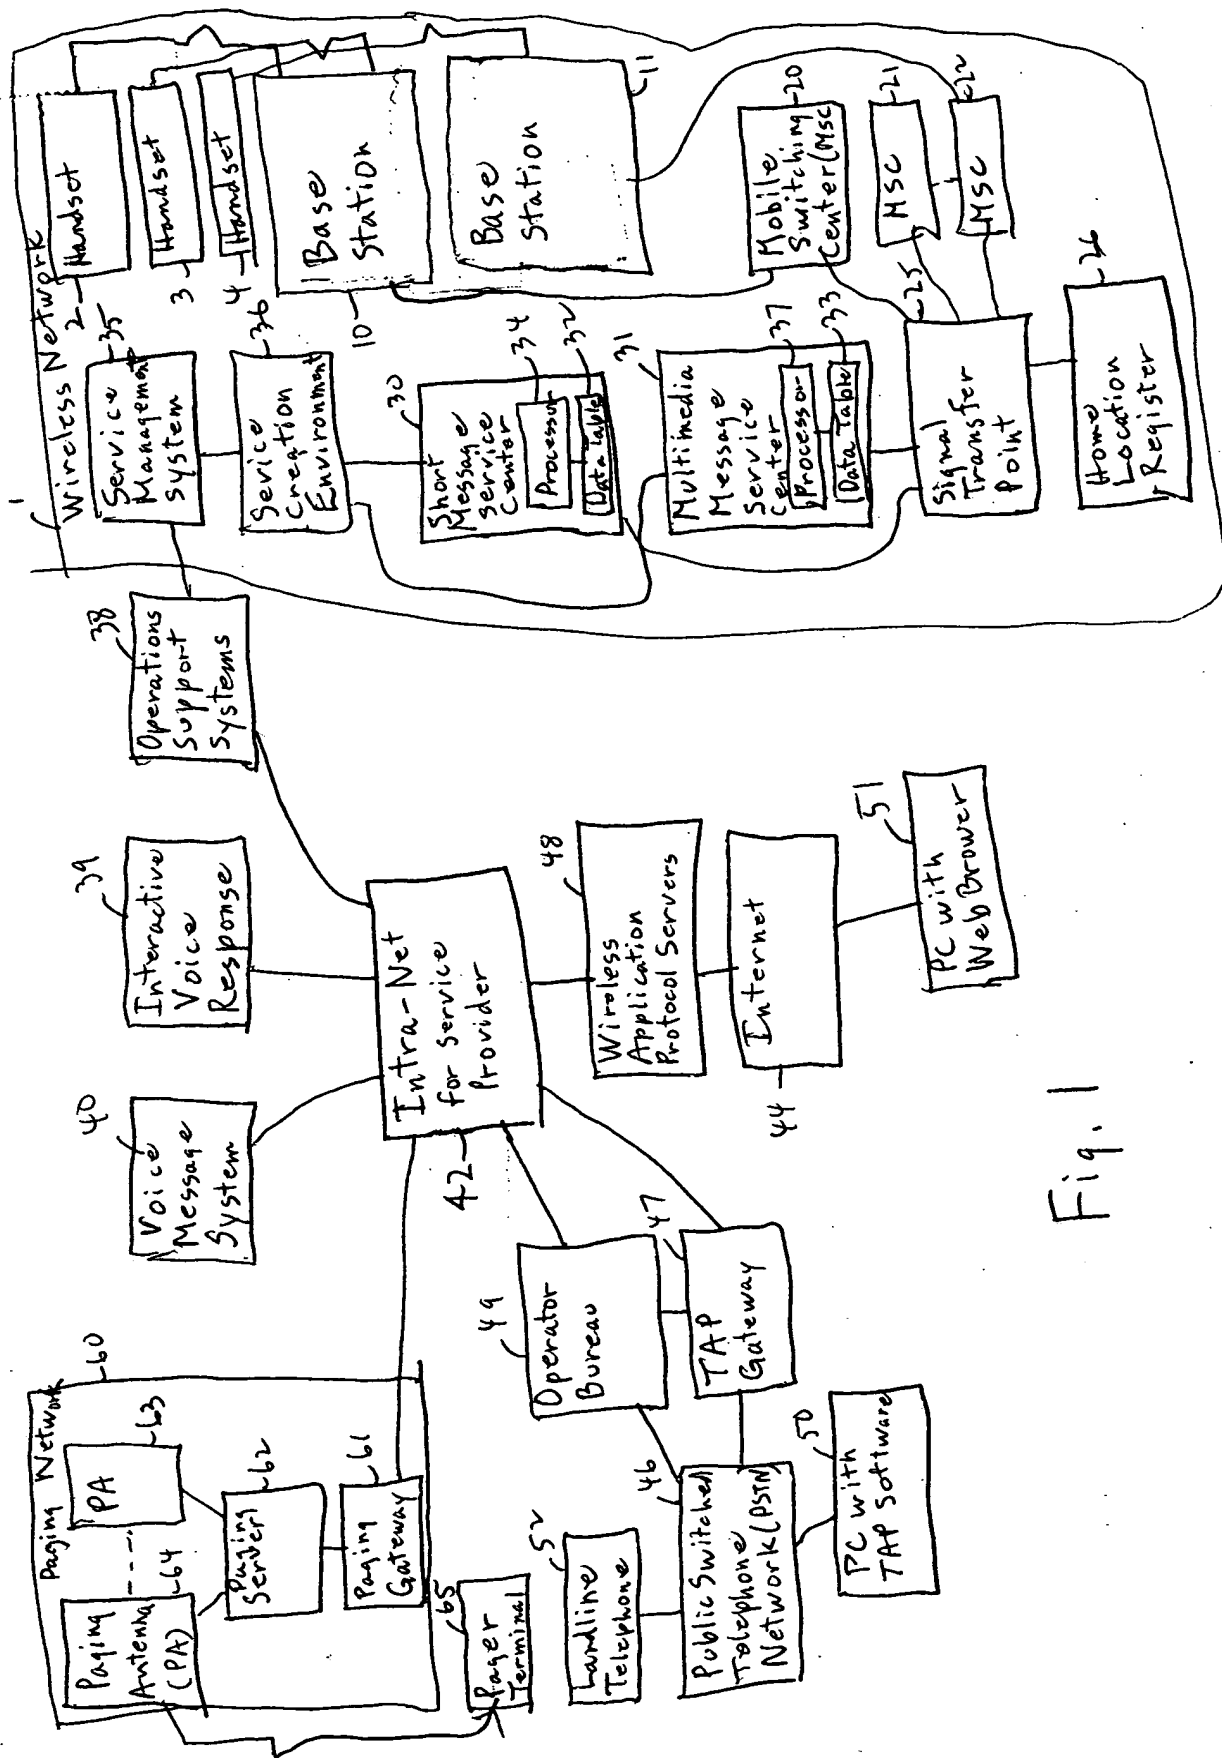 Paging Network
60
Paging
Antenna
(PA)
64
PA
63
Paging
Server
62
Paging
Gateway
61
65
Pager
Terminal
Landline
Telephone
52
Public Switched
Telephone
Network (PSTN)
46
PC with
TAP Software
50
Operator
Bureau
49
TAP
Gateway
47
Voice
Message
System
40
Interactive
Voice
Response
39
Operations
Support
Systems
38
Intra-Net
for Service
Provider
42
Wireless
Application
Protocol Servers
48
Internet
44
PC with
Web Brower
51
1
Wireless Network
Service
Management
System
35
Service
Creation
Environment
36
Short
Message
Service
Center
30
Processor
34
Data Table
32
Multimedia
Message
Service
Center
31
Processor
37
Data Table
33
Signal
Transfer
Point
25
Home
Location
Register
26
2
Handset
3
Handset
4
Handset
Base
Station
10
Base
Station
11
Mobile
Switching
Center (MSC
20
MSC
21
MSC
22
Fig. 1